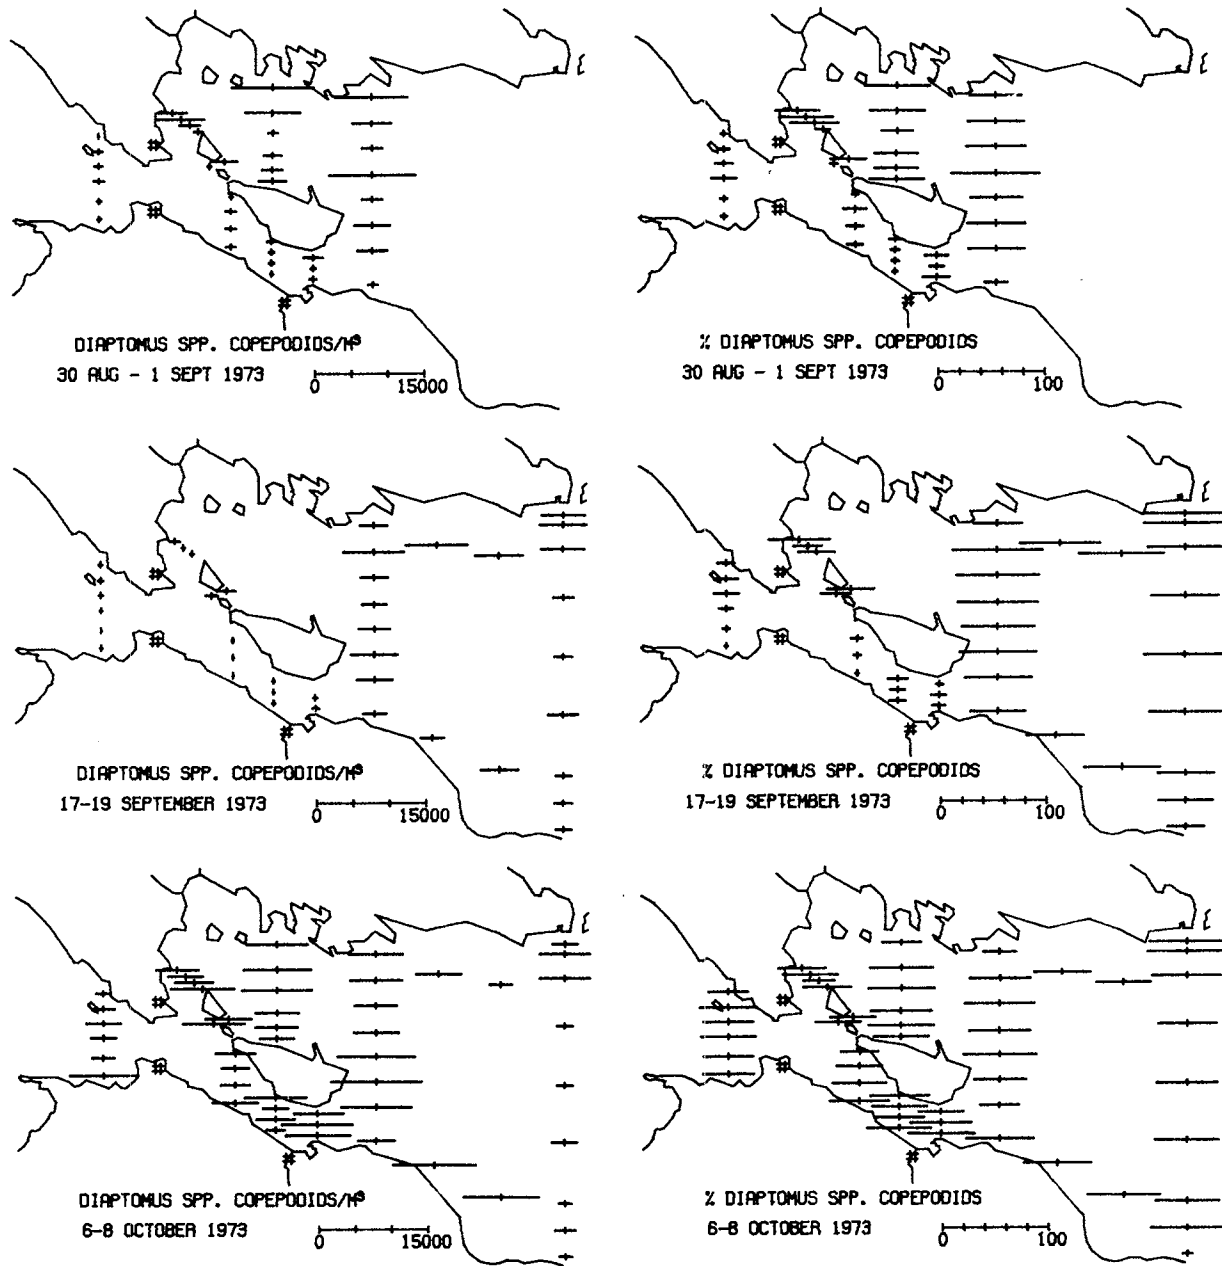 DIAPTOMUS SPP. COPEPODIDS/M³
30 AUG - 1 SEPT 1973
0 15000
% DIAPTOMUS SPP. COPEPODIDS
30 AUG - 1 SEPT 1973
0 100
DIAPTOMUS SPP. COPEPODIDS/M³
17-19 SEPTEMBER 1973
0 15000
% DIAPTOMUS SPP. COPEPODIDS
17-19 SEPTEMBER 1973
0 100
DIAPTOMUS SPP. COPEPODIDS/M³
6-8 OCTOBER 1973
0 15000
% DIAPTOMUS SPP. COPEPODIDS
6-8 OCTOBER 1973
0 100